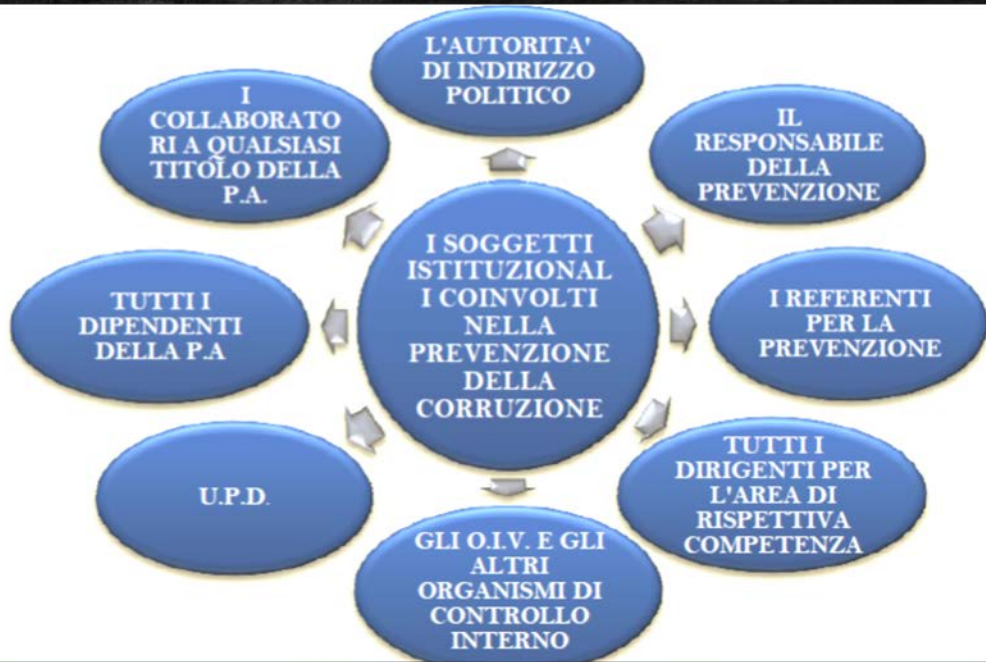 L'AUTORITA'
DI INDIRIZZO
POLITICO
IL
RESPONSABILE
DELLA
PREVENZIONE
I REFERENTI
PER LA
PREVENZIONE
TUTTI I
DIRIGENTI PER
L'AREA DI
RISPETTIVA
COMPETENZA
GLI O.I.V. E GLI
ALTRI
ORGANISMI DI
CONTROLLO
INTERNO
U.P.D.
TUTTI I
DIPENDENTI
DELLA P.A
I
COLLABORATO
RI A QUALSIASI
TITOLO DELLA
P.A.
I SOGGETTI
ISTITUZIONAL
I COINVOLTI
NELLA
PREVENZIONE
DELLA
CORRUZIONE